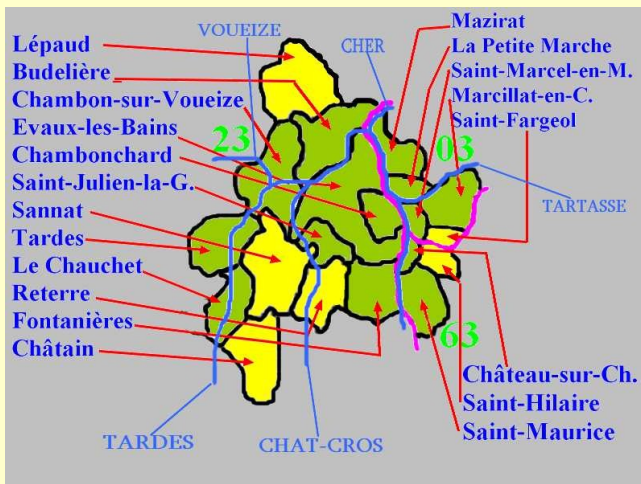 Lépaud
Budelière
Chambon-sur-Voueize
Evaux-les-Bains
Chambonchard
Saint-Julien-la-G.
Sannat
Tardes
Le Chauchet
Reterre
Fontanières
Châtain
VOUEIZE
CHER
23
03
63
TARDES
CHAT-CROS
TARTASSE
Mazirat
La Petite Marche
Saint-Marcel-en-M.
Marcillat-en-C.
Saint-Fargeol
Château-sur-Ch.
Saint-Hilaire
Saint-Maurice